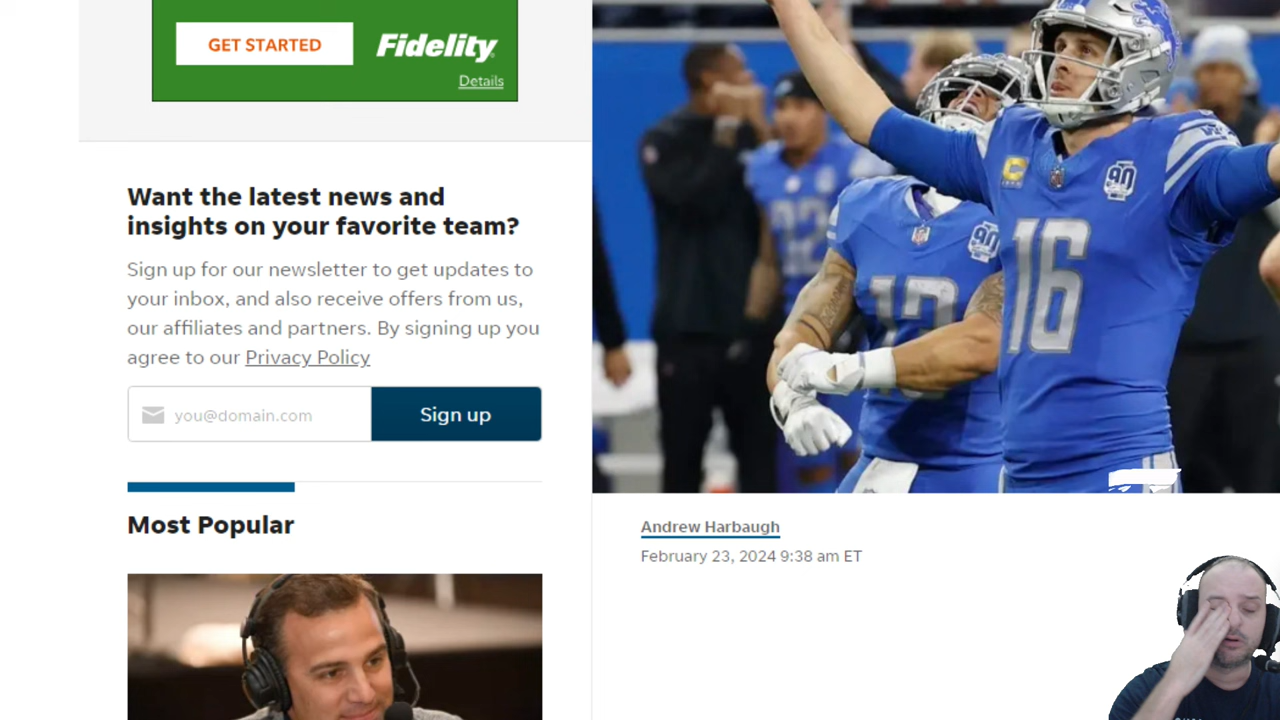 GET STARTED
Fidelity
Details
Want the latest news and
insights on your favorite team?
Sign up for our newsletter to get updates to
your inbox, and also receive offers from us,
our affiliates and partners. By signing up you
agree to our Privacy Policy
you@domain.com
Sign up
Most Popular
C
90
90
16
Andrew Harbaugh
February 23, 2024 9:38 am ET